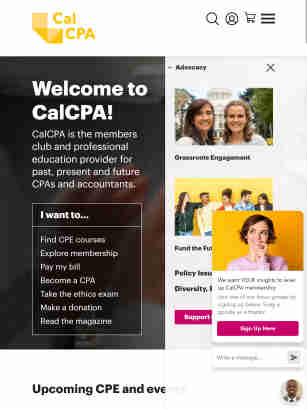 Cal
CPA
Advocacy
Welcome to
CalCPA!
CalCPA is the members
club and professional
education provider for
past, present and future
CPAs and accountants.
I want to...
Find CPE courses
Explore membership
Pay my bill
Become a CPA
Take the ethics exam
Make a donation
Read the magazine
Grassroots Engagement
Fund the Fu
Policy Issu
Diversity, E
Support
We want YOUR insights to level
up CalCPA membership
Sign Up Here
Write a message...
Upcoming CPE and eve